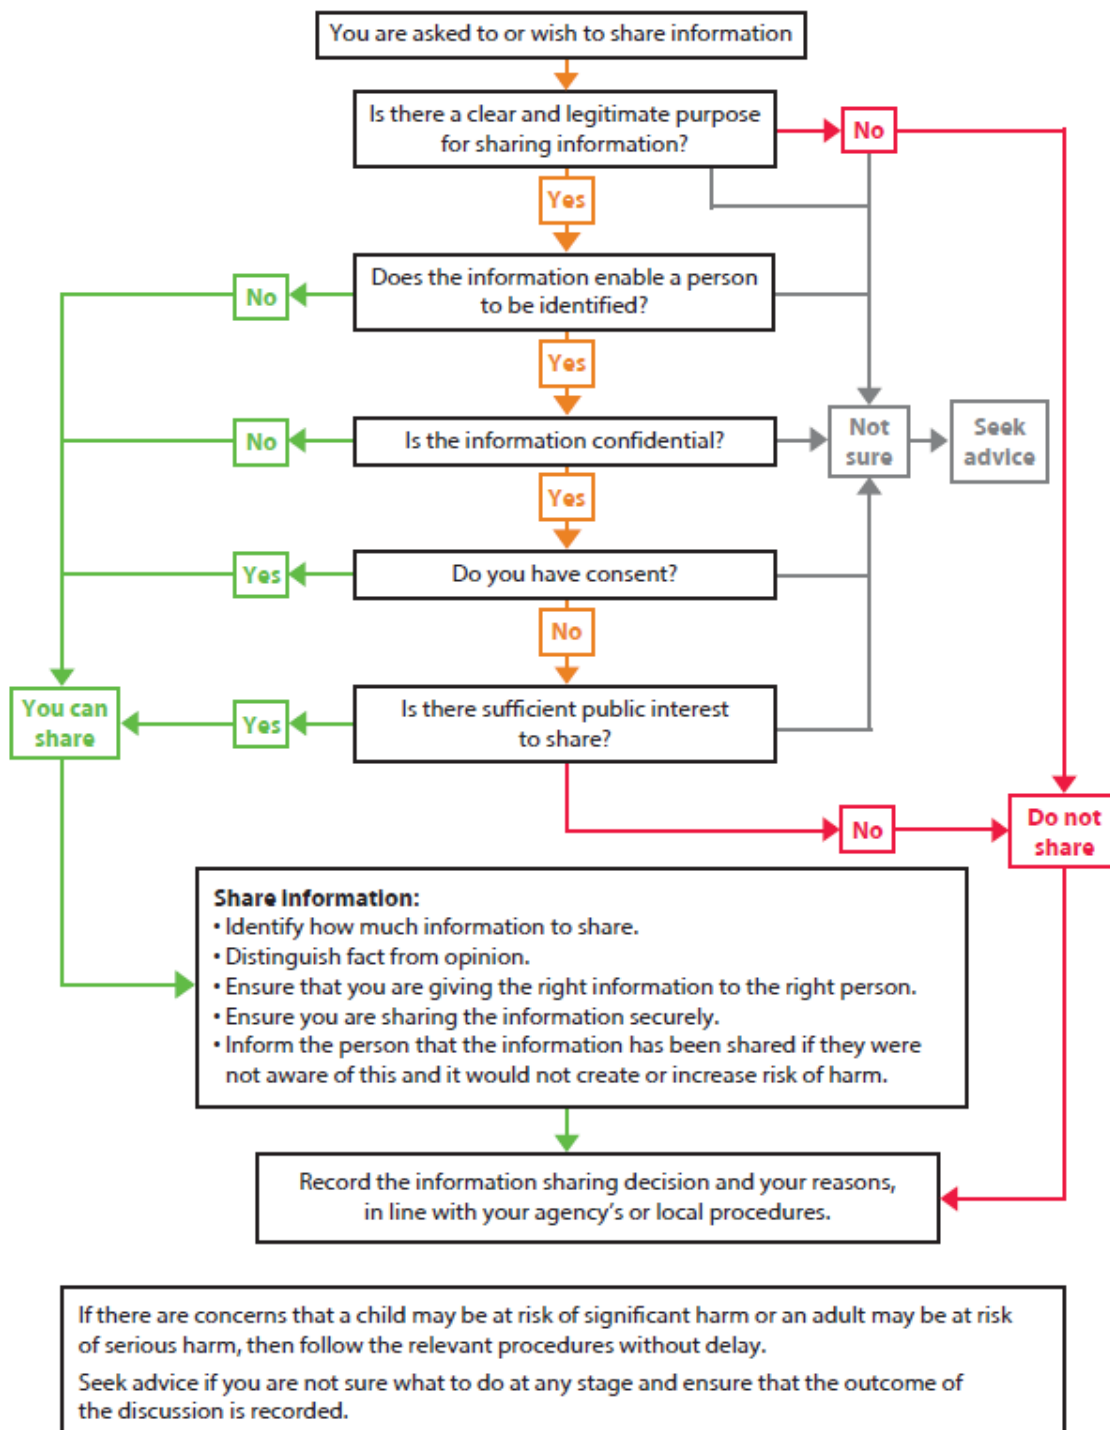 You are asked to or wish to share information
Is there a clear and legitimate purpose
for sharing information?
No
Yes
Does the information enable a person
to be identified?
No
Yes
Is the information confidential?
No
Not
sure
Seek
advice
Yes
Do you have consent?
Yes
No
Is there sufficient public interest
to share?
Yes
You can
share
No
Do not
share
Share Information:
• Identify how much information to share.
• Distinguish fact from opinion.
• Ensure that you are giving the right information to the right person.
• Ensure you are sharing the information securely.
• Inform the person that the information has been shared if they were
not aware of this and it would not create or increase risk of harm.
Record the information sharing decision and your reasons,
in line with your agency's or local procedures.
If there are concerns that a child may be at risk of significant harm or an adult may be at risk
of serious harm, then follow the relevant procedures without delay.
Seek advice if you are not sure what to do at any stage and ensure that the outcome of
the discussion is recorded.